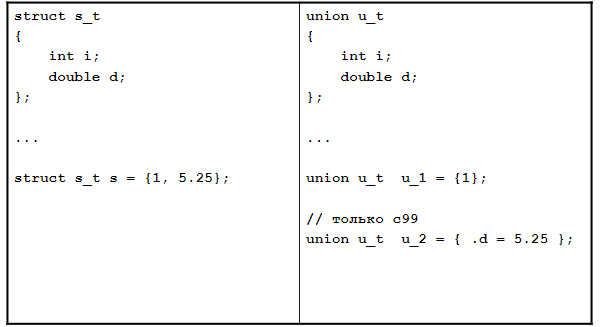 struct s_t
{
    int i;
    double d;
};
...
struct s_t s = {1, 5.25};
union u_t
{
    int i;
    double d;
};
...
union u_t  u_1 = {1};
// только c99
union u_t  u_2 = { .d = 5.25 };